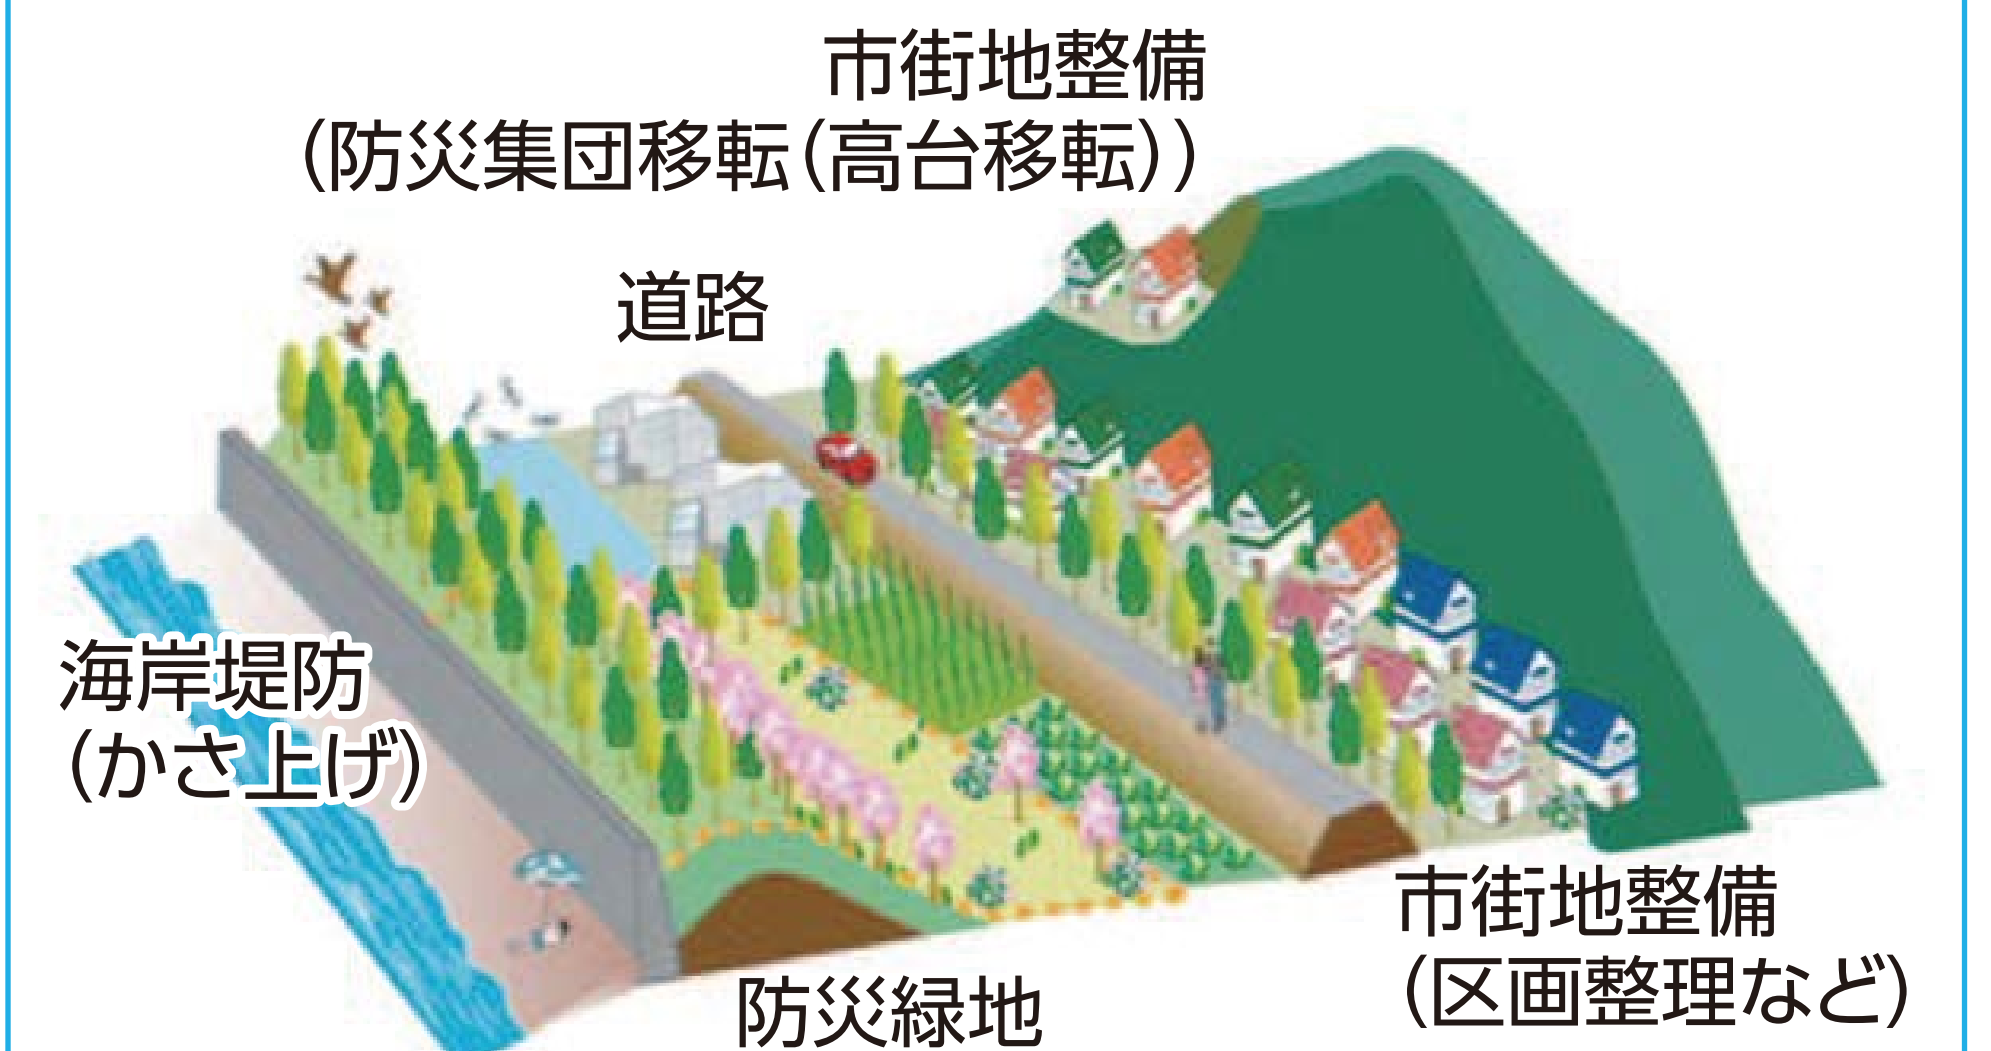 市街地整備
（防災集団移転（高台移転））
道路
海岸堤防
（かさ上げ）
市街地整備
（区画整理など）
防災緑地